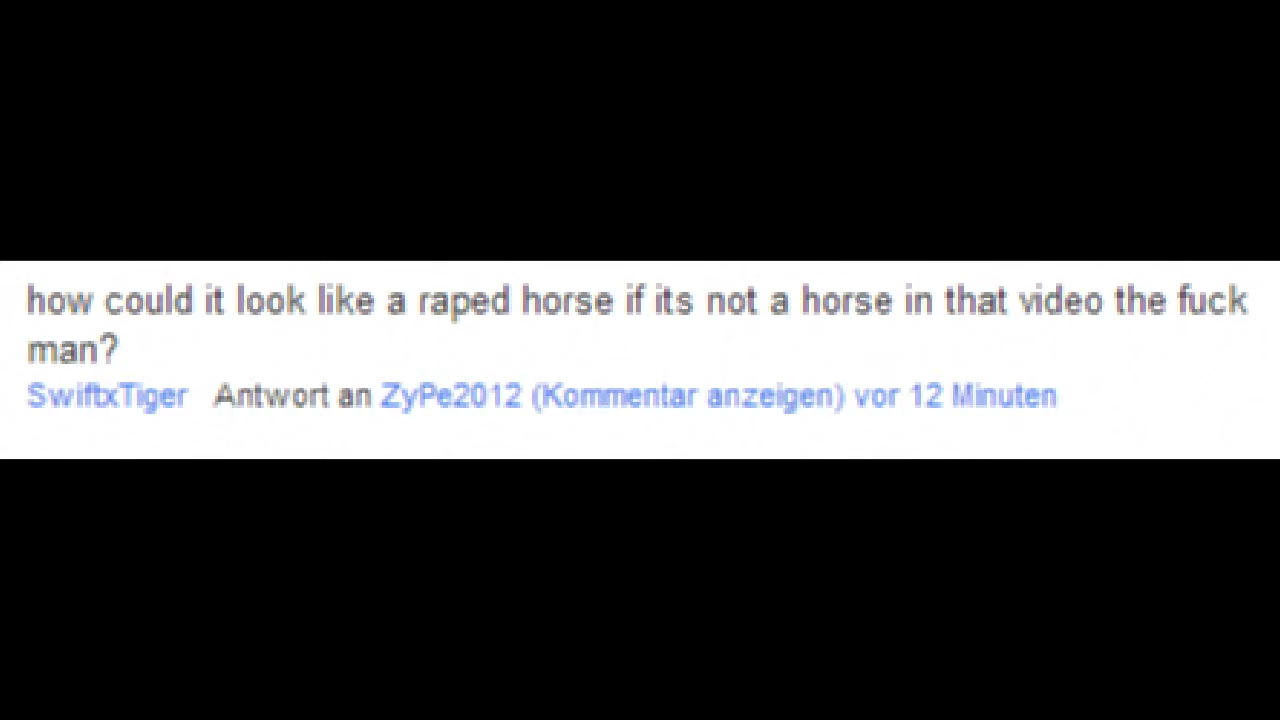 how could it look like a raped horse if its not a horse in that video the fuck
man?
SwiftxTiger Antwort an ZyPe2012 (Kommentar anzeigen) vor 12 Minuten